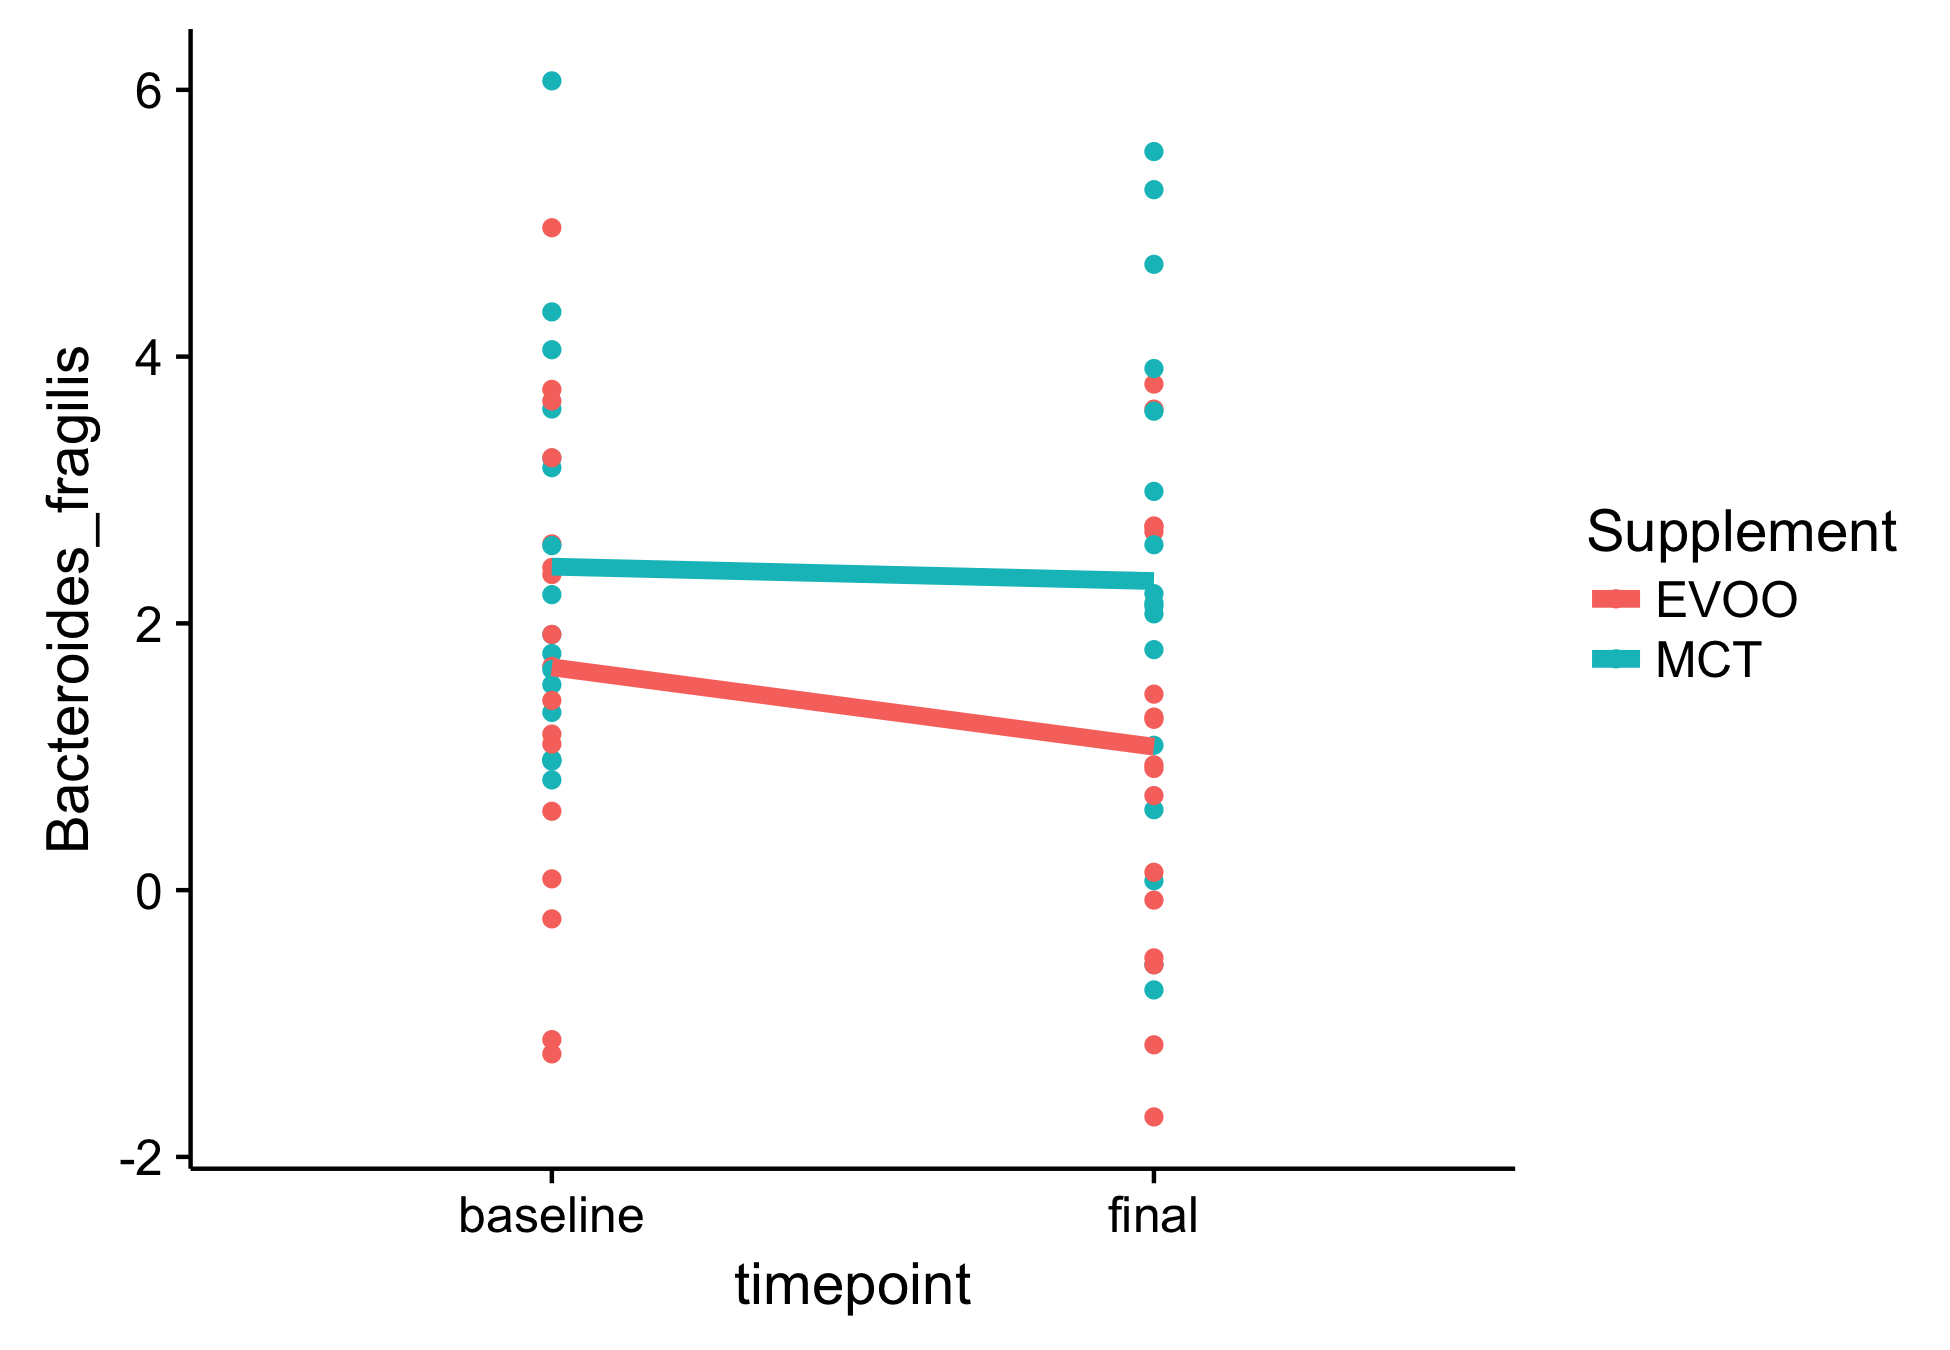 Bacteroides_fragilis
6
4
2
0
-2
baseline
final
timepoint
Supplement
EVOO
MCT